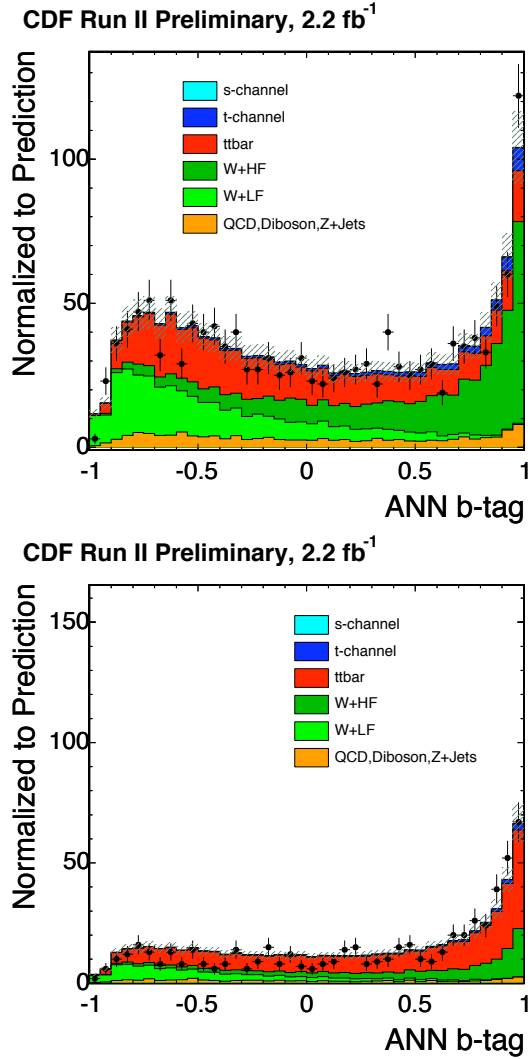 CDF Run II Preliminary, 2.2 fb-1
Normalized to Prediction
100
50
0
s-channel
t-channel
ttbar
W+HF
W+LF
QCD,Diboson,Z+Jets
-1 -0.5 0 0.5 1
ANN b-tag
CDF Run II Preliminary, 2.2 fb-1
Normalized to Prediction
150
100
50
0
s-channel
t-channel
ttbar
W+HF
W+LF
QCD,Diboson,Z+Jets
-1 -0.5 0 0.5 1
ANN b-tag